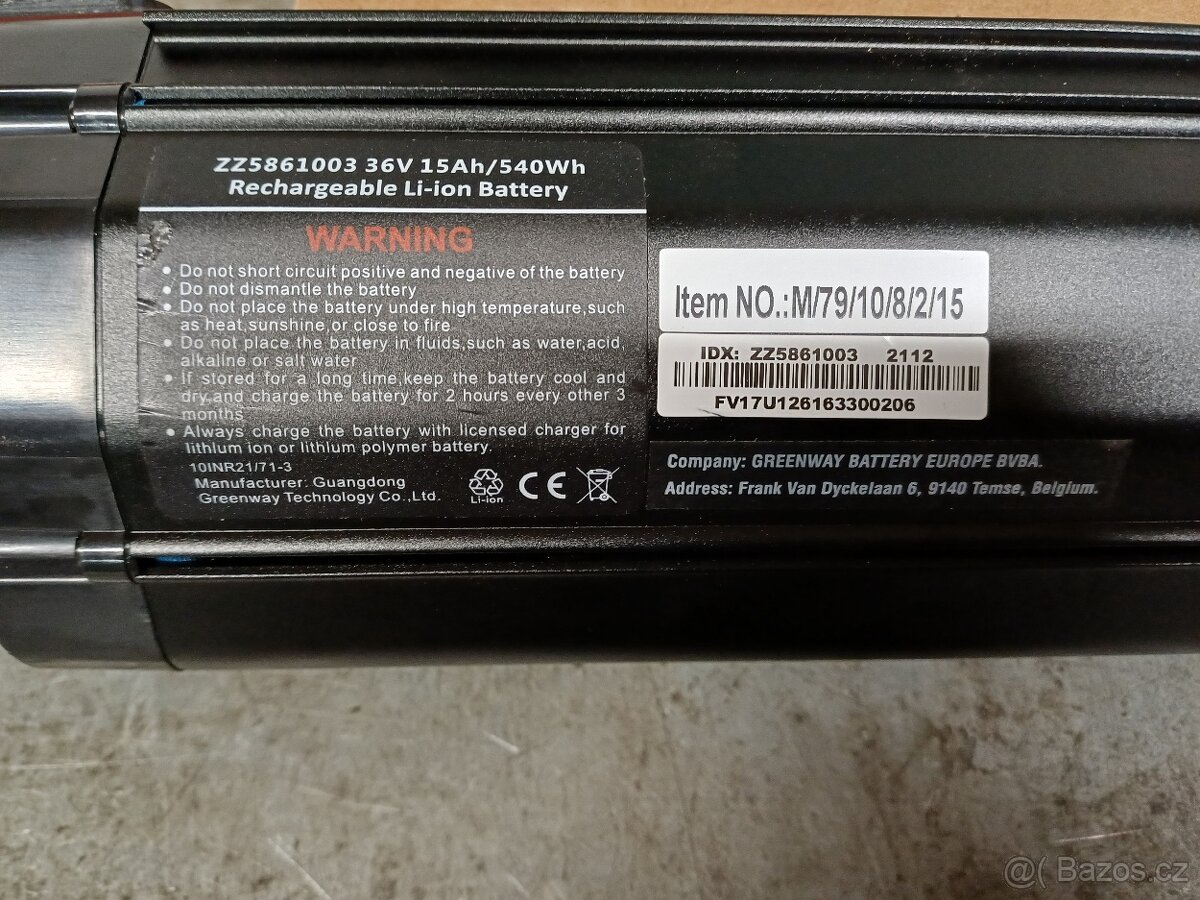 ZZ5861003 36V 15Ah/540Wh
Rechargeable Li-ion Battery
WARNING
• Do not short circuit positive and negative of the battery
• Do not dismantle the battery
• Do not place the battery under high temperature,such
as heat,sunshine,or close to fire
• Do not place the battery in fluids,such as water,acid,
alkaline or salt water
• If stored for a long time,keep the battery cool and
dry,and charge the battery for 2 hours every other 3
months
• Always charge the battery with licensed charger for
lithium ion or lithium polymer battery.
10INR21/71-3
Manufacturer: Guangdong
Greenway Technology Co.,Ltd.
Li-ion
CE
Item NO.:M/79/10/8/2/15
IDX: ZZ5861003 2112
FV17U126163300206
Company: GREENWAY BATTERY EUROPE BVBA.
Address: Frank Van Dyckelaan 6, 9140 Temse, Belgium.
Bazos.cz